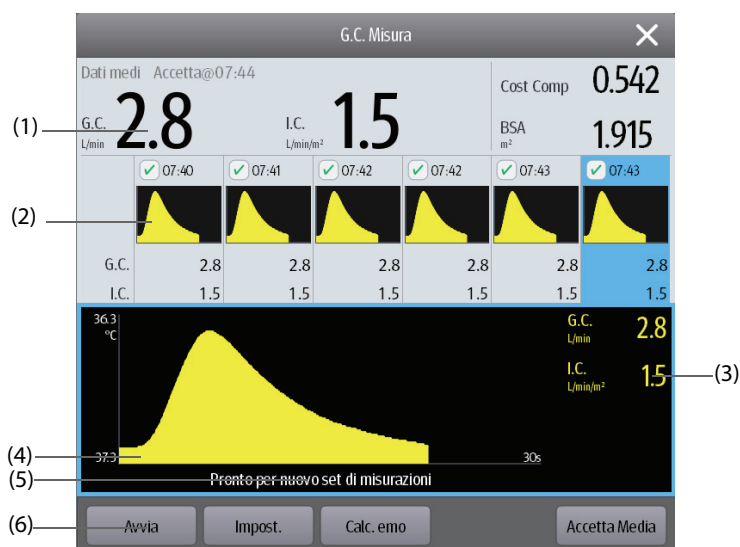 G.C. Misura
Dati medi Accetta@07:44
G.C.
L/min
2.8
I.C.
L/min/m²
1.5
Cost Comp 0.542
BSA
m²
1.915
(1)
07:40 07:41 07:42 07:42 07:43 07:43
(2)
G.C. 2.8 2.8 2.8 2.8 2.8 2.8
I.C. 1.5 1.5 1.5 1.5 1.5 1.5
36.3
°C
G.C.
L/min
2.8
I.C.
L/min/m²
1.5
(3)
(4)
37.3
30s
(5)
Pronto per nuovo set di misurazioni
(6)
Avvia Impost. Calc. emo Accetta Media